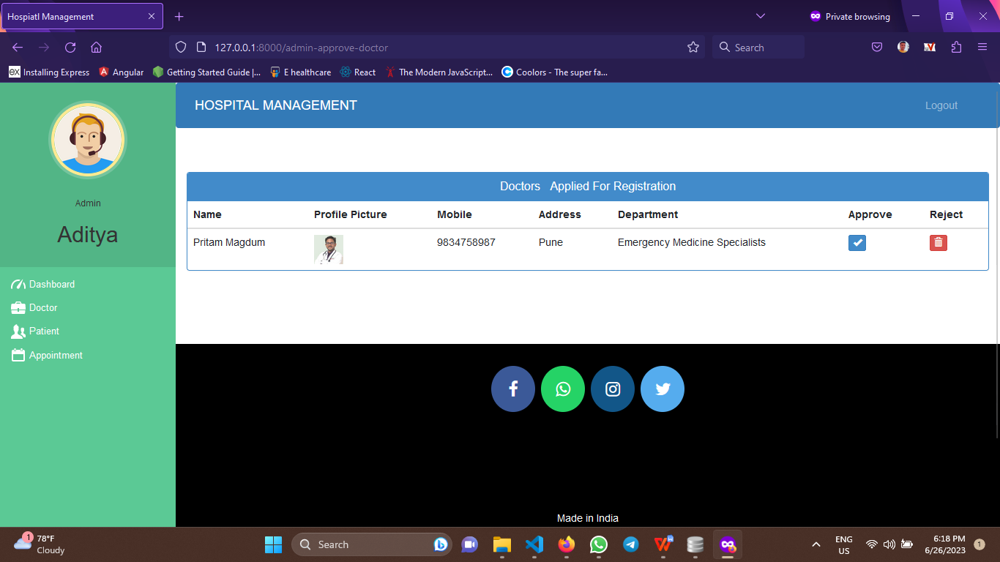 Hospiatl Management
Private browsing
127.0.0.1:8000/admin-approve-doctor
Search
ex Installing Express
Angular
Getting Started Guide |...
E healthcare
React
The Modern JavaScript...
Coolors - The super fa...
HOSPITAL MANAGEMENT
Logout
Admin
Aditya
Dashboard
Doctor
Patient
Appointment
Doctors Applied For Registration
Name Profile Picture Mobile Address Department Approve Reject
Pritam Magdum 9834758987 Pune Emergency Medicine Specialists
Made in India
1
78°F
Cloudy
Search
ENG
US
6:18 PM
6/26/2023
1